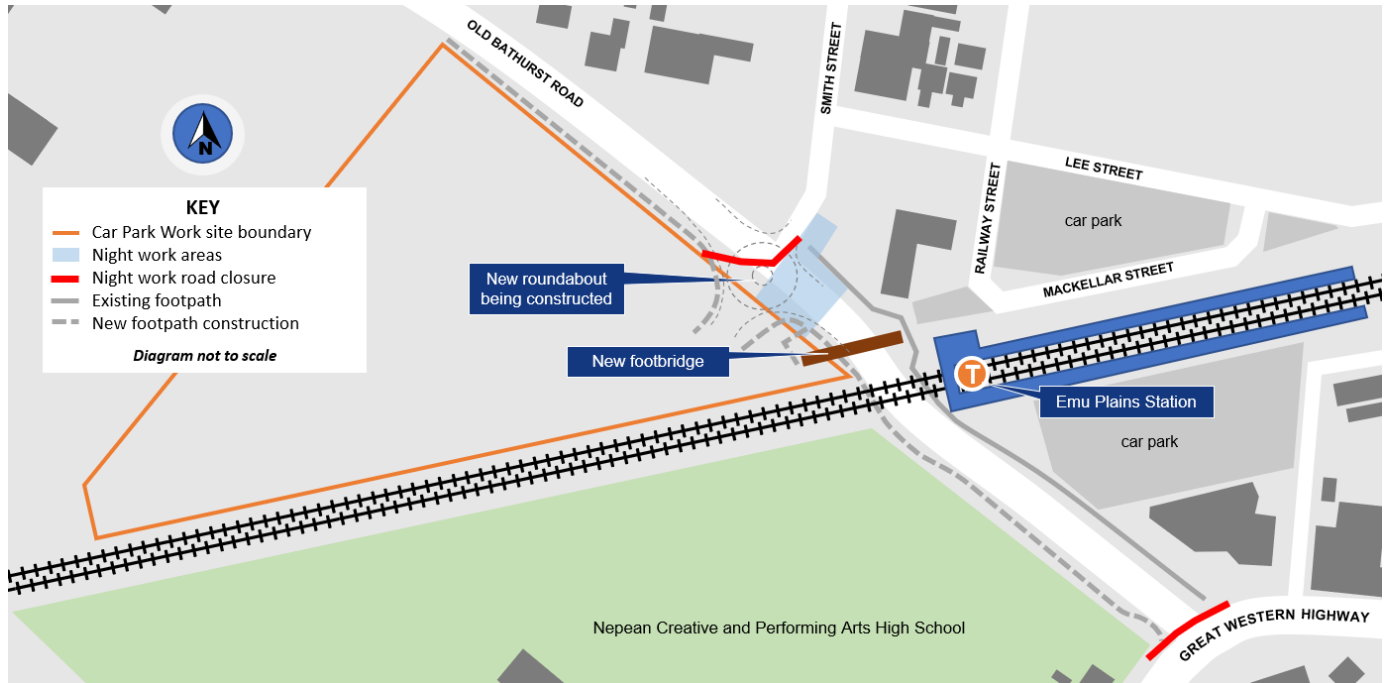 OLD BATHURST ROAD
SMITH STREET
LEE STREET
RAILWAY STREET
car park
MACKELLAR STREET
N
KEY
Car Park Work site boundary
Night work areas
Night work road closure
Existing footpath
New footpath construction
Diagram not to scale
New roundabout
being constructed
New footbridge
T
Emu Plains Station
car park
Nepean Creative and Performing Arts High School
GREAT WESTERN HIGHWAY